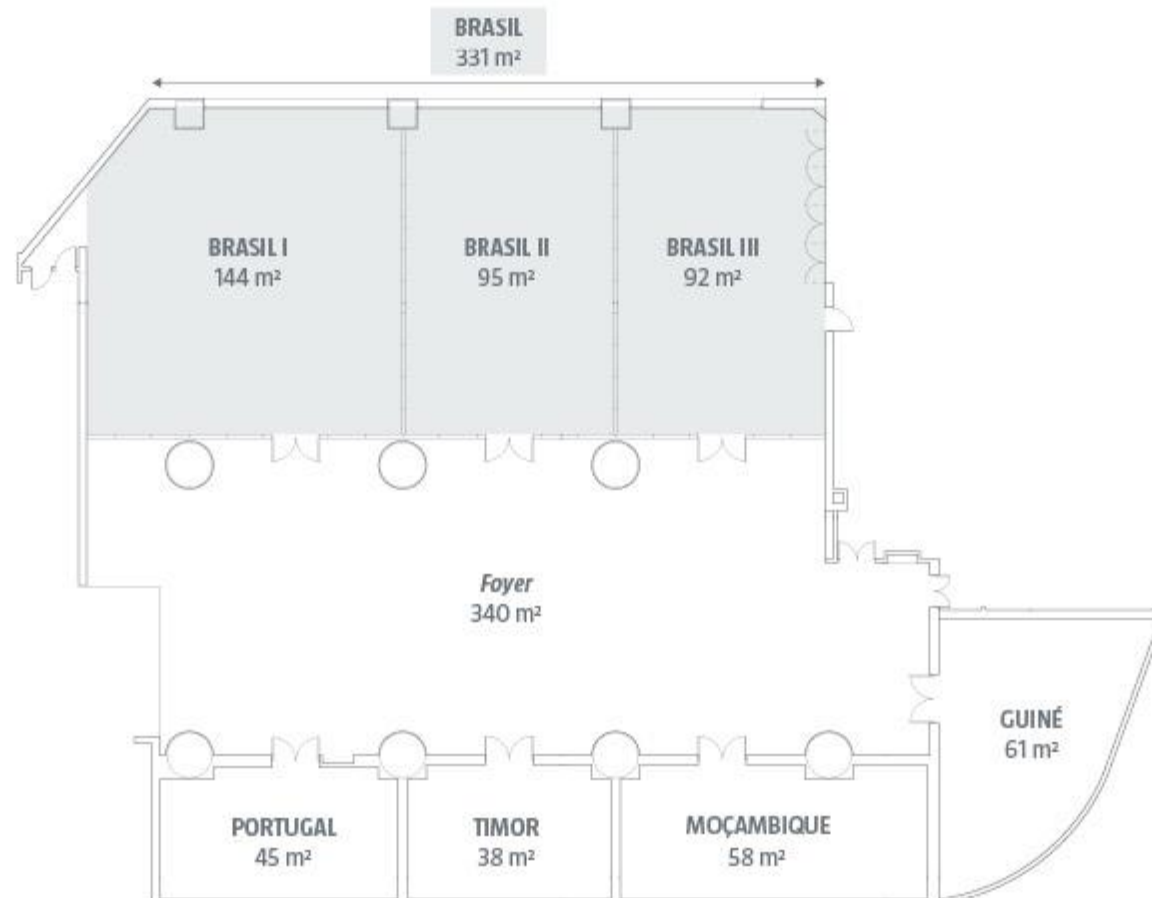 BRASIL
331 m²
BRASIL I
144 m²
BRASIL II
95 m²
BRASIL III
92 m²
Foyer
340 m²
GUINÉ
61 m²
PORTUGAL
45 m²
TIMOR
38 m²
MOÇAMBIQUE
58 m²